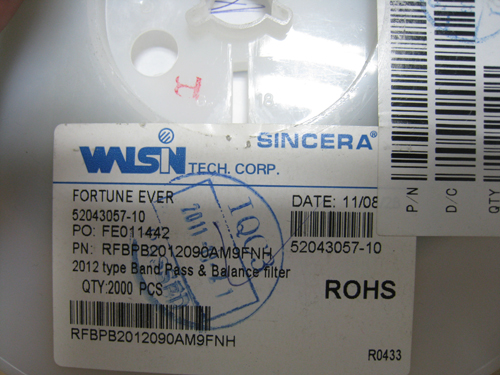 SINCERA®
WALSIN TECH. CORP.
FORTUNE EVER
DATE: 11/08
52043057-10
PO: FE011442
PN: RFBPB2012090AM9FNH
52043057-10
2012 type Band Pass & Balance filter
QTY:2000 PCS
ROHS
RFBPB2012090AM9FNH
R0433
P/N
D/C
QTY
IQC3